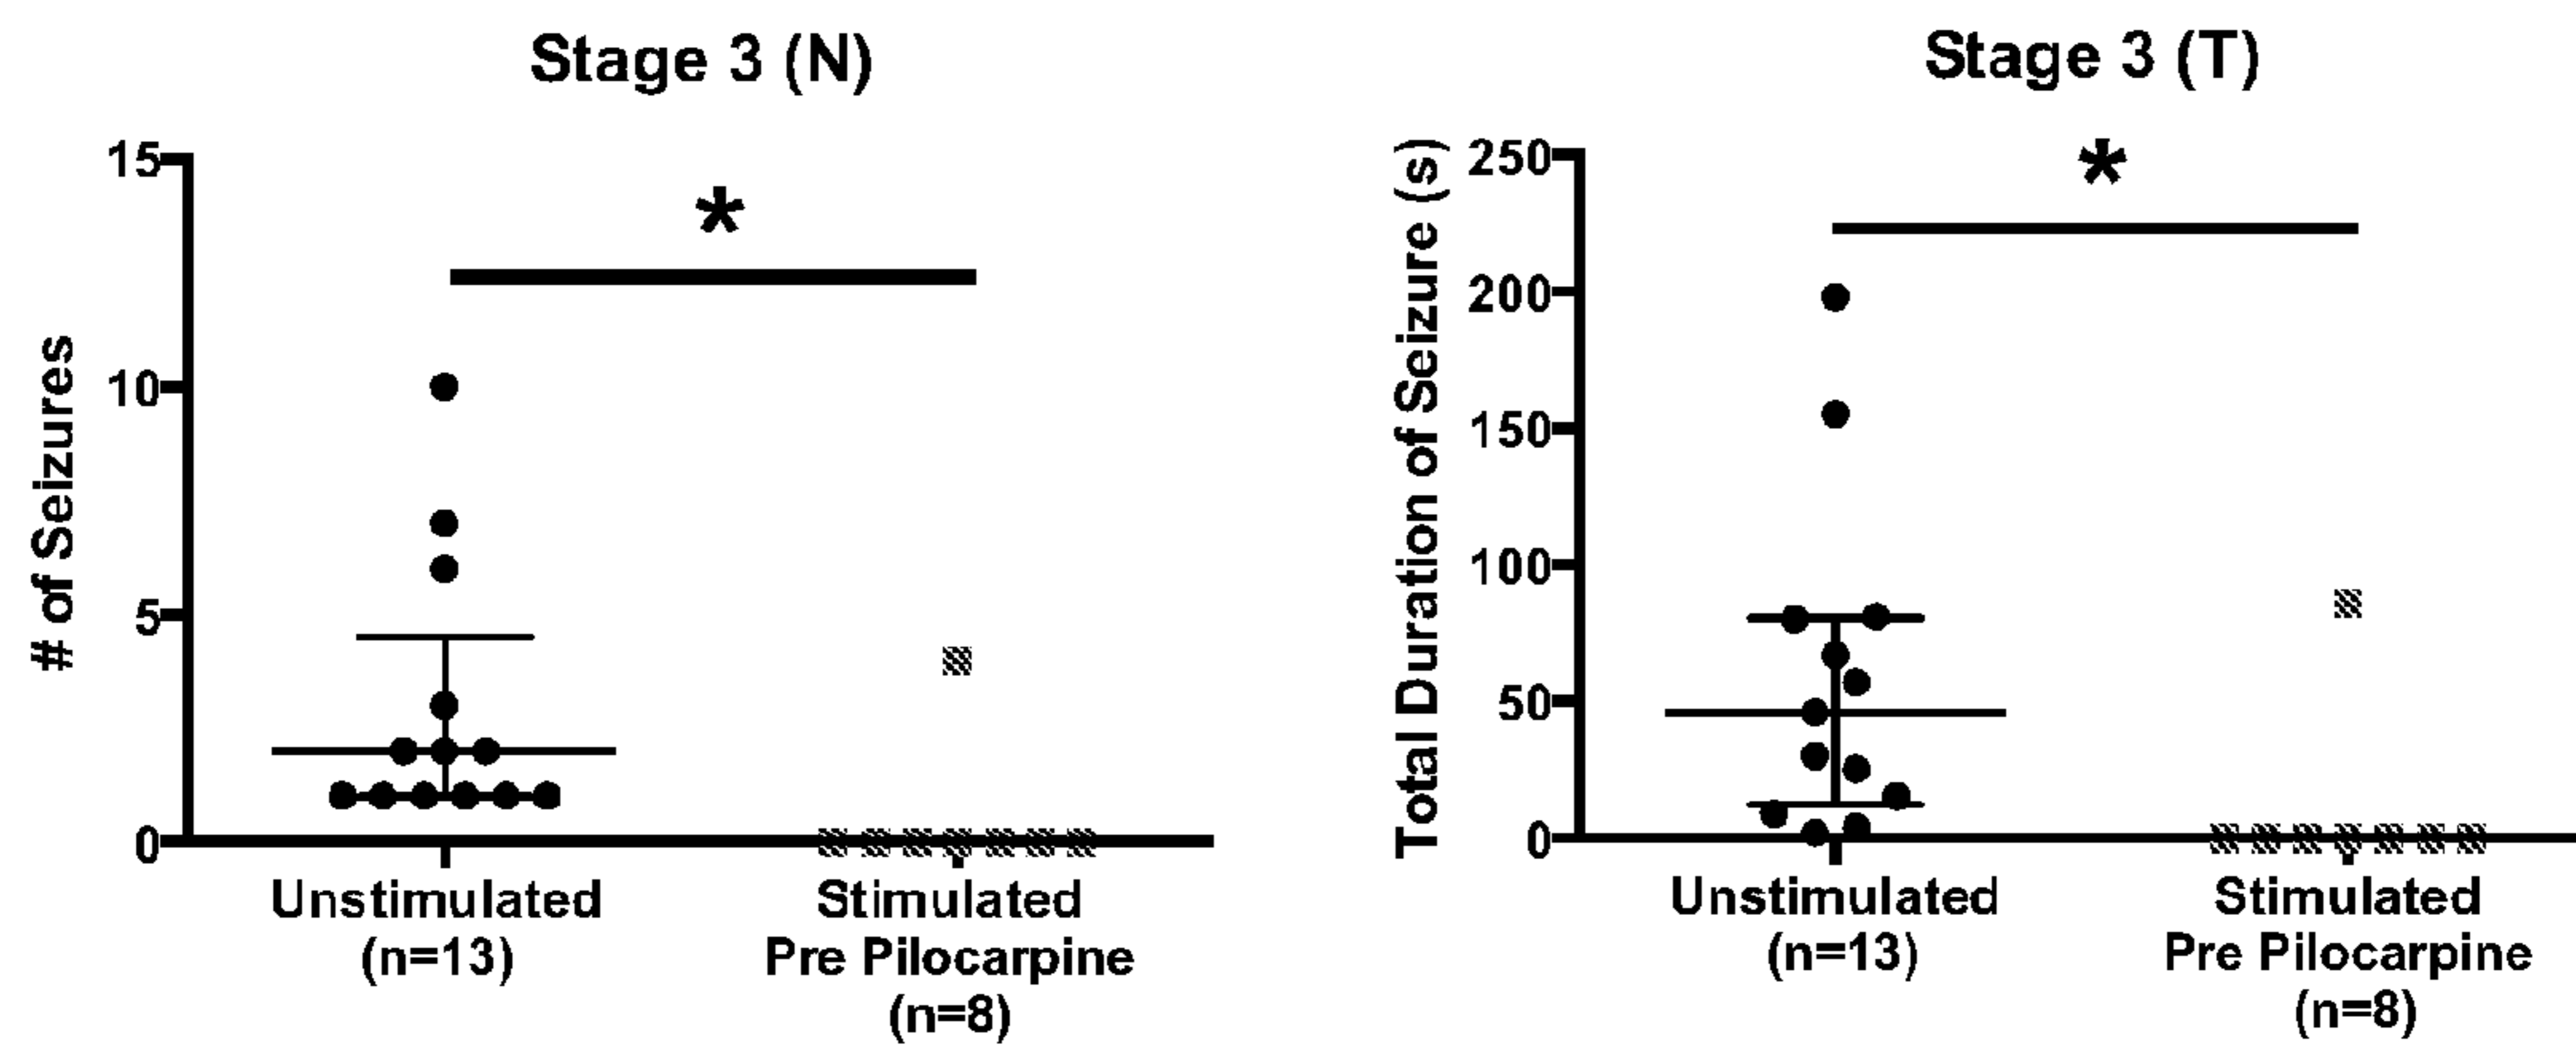 Stage 3 (N)
*
# of Seizures
15
10
5
0
Unstimulated
(n=13)
Stimulated
Pre Pilocarpine
(n=8)
Stage 3 (T)
*
Total Duration of Seizure (s)
250
200
150
100
50
0
Unstimulated
(n=13)
Stimulated
Pre Pilocarpine
(n=8)